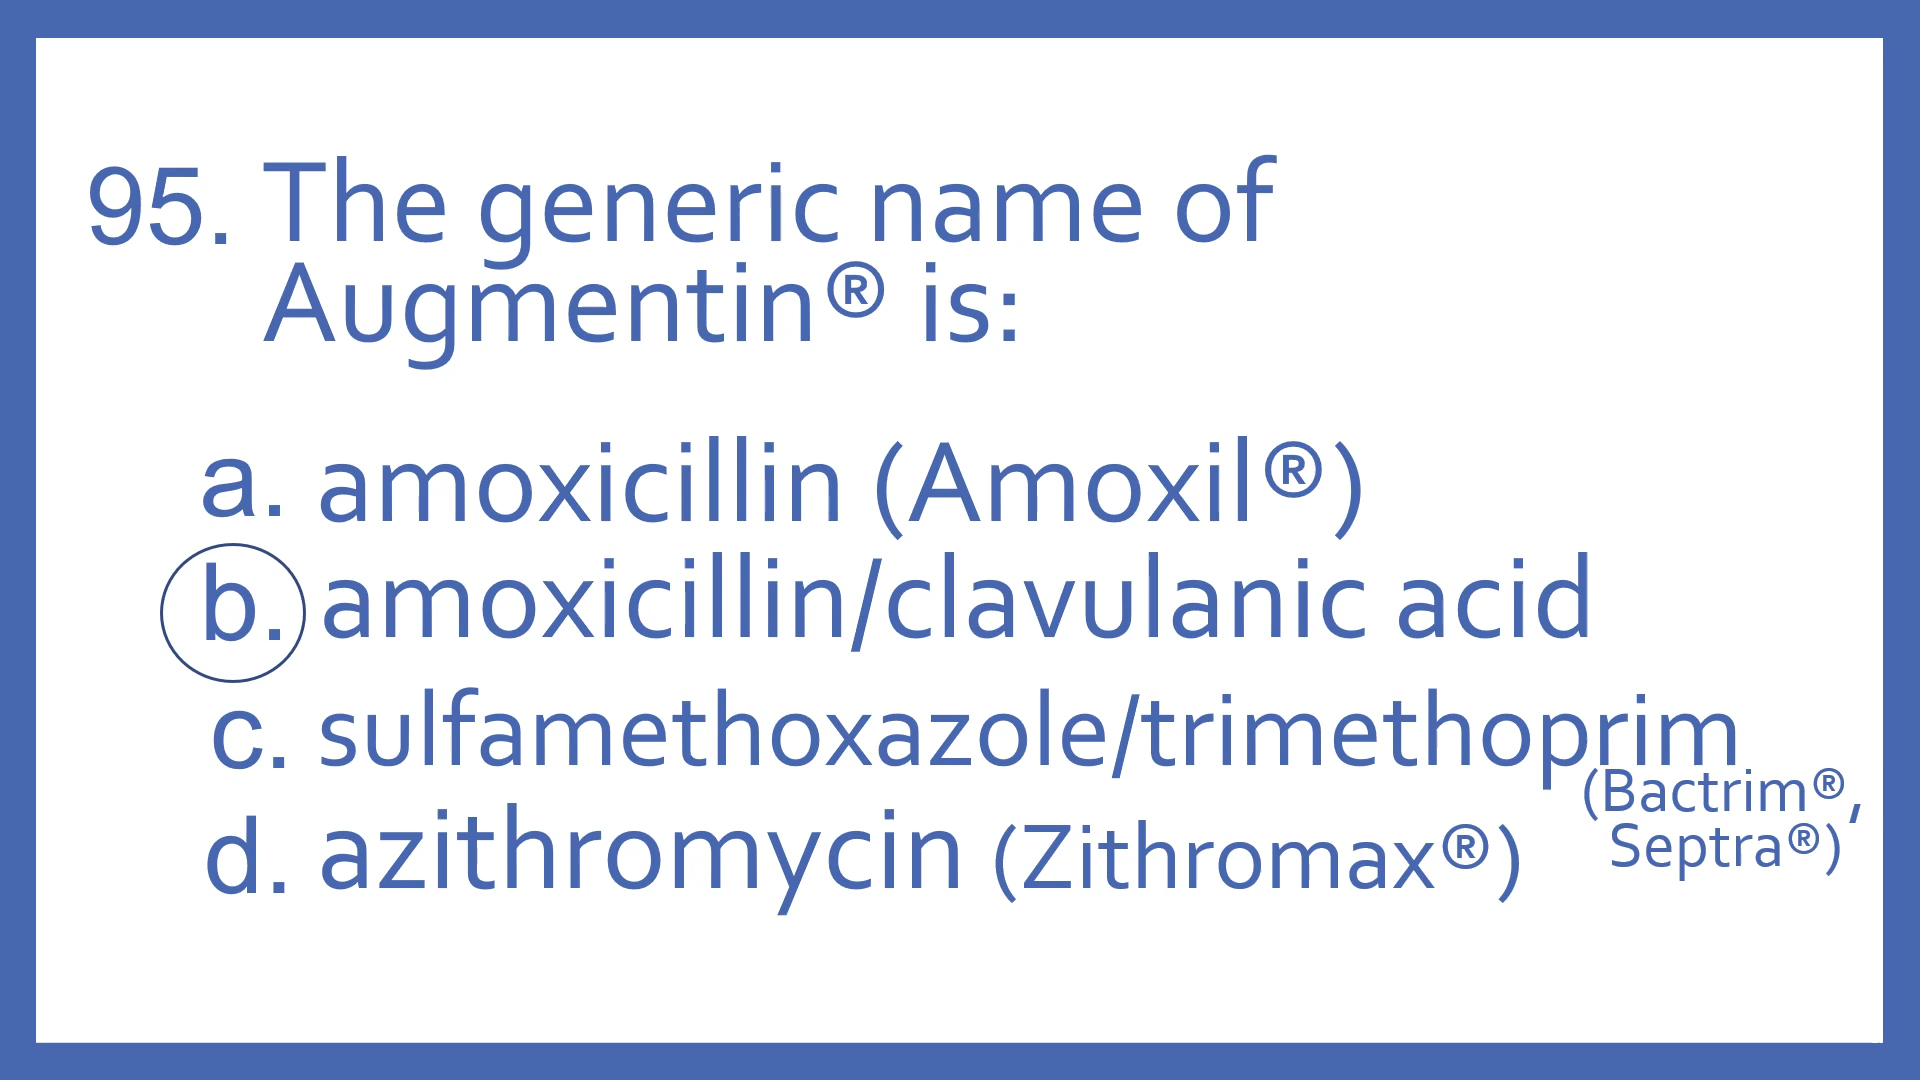 95. The generic name of
Augmentin® is:
a. amoxicillin (Amoxil®)
b. amoxicillin/clavulanic acid
c. sulfamethoxazole/trimethoprim
(Bactrim®,
Septra®)
d. azithromycin (Zithromax®)